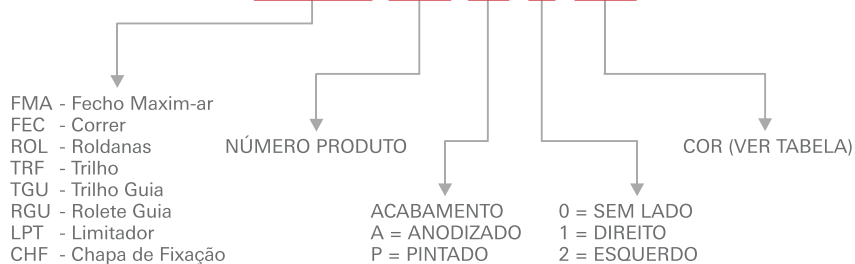 FMA - Fecho Maxim-ar
FEC - Correr
ROL - Roldanas
TRF - Trilho
TGU - Trilho Guia
RGU - Rolete Guia
LPT - Limitador
CHF - Chapa de Fixação
NÚMERO PRODUTO
ACABAMENTO
A = ANODIZADO
P = PINTADO
0 = SEM LADO
1 = DIREITO
2 = ESQUERDO
COR (VER TABELA)